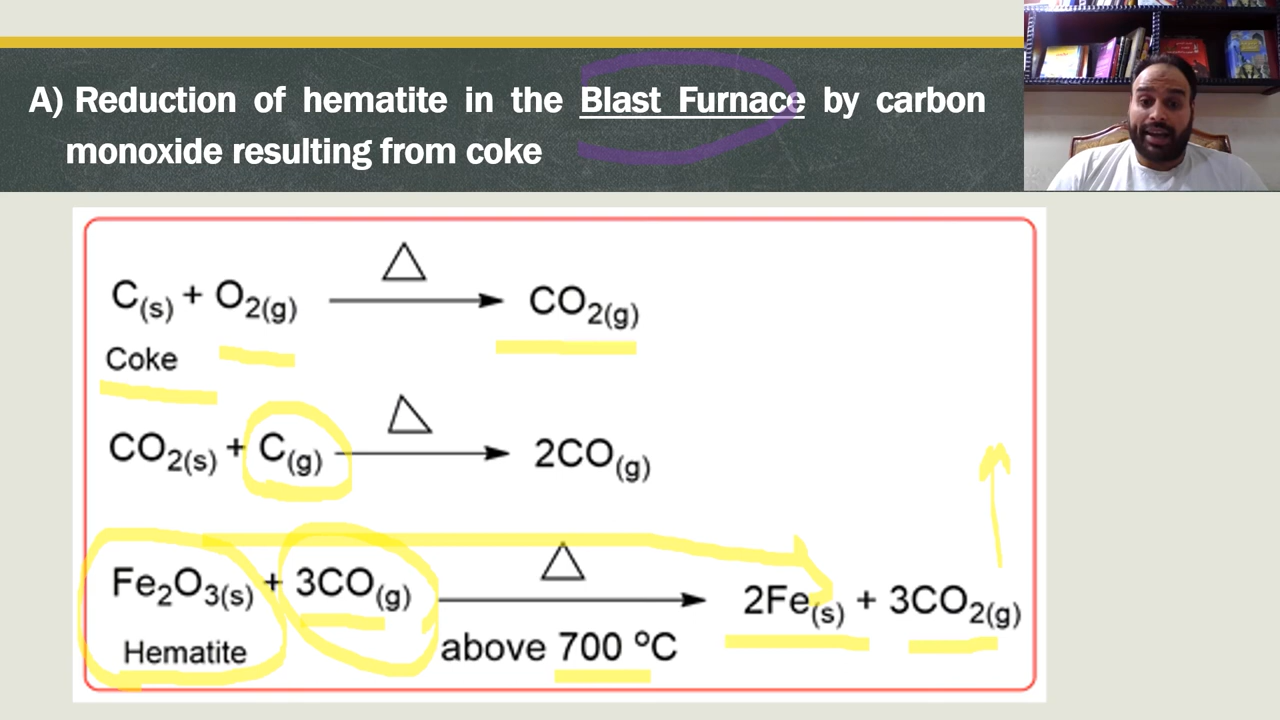 A) Reduction of hematite in the Blast Furnace by carbon
monoxide resulting from coke
C(s) + O2(g) △ CO2(g)
Coke
CO2(s) + C(g) △ 2CO(g)
Fe2O3(s) + 3CO(g) △ 2Fe(s) + 3CO2(g)
Hematite above 700 ºC